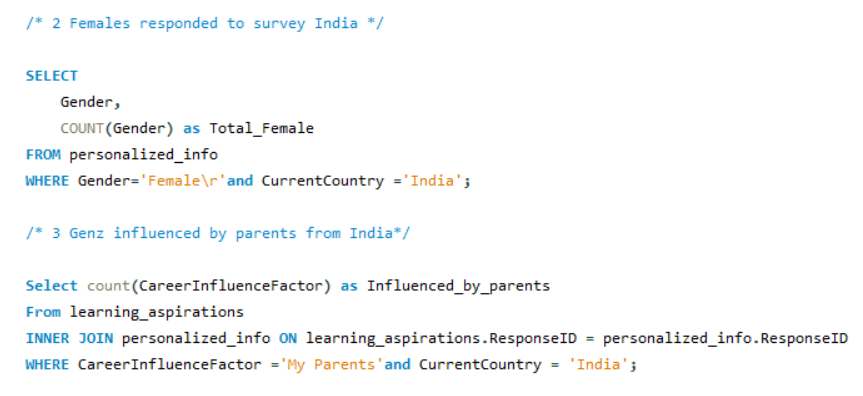 /* 2 Females responded to survey India */
SELECT
Gender,
COUNT(Gender) as Total_Female
FROM personalized_info
WHERE Gender='Female\r'and CurrentCountry ='India';
/* 3 Genz influenced by parents from India*/
Select count(CareerInfluenceFactor) as Influenced_by_parents
From learning_aspirations
INNER JOIN personalized_info ON learning_aspirations.ResponseID = personalized_info.ResponseID
WHERE CareerInfluenceFactor ='My Parents'and CurrentCountry = 'India';